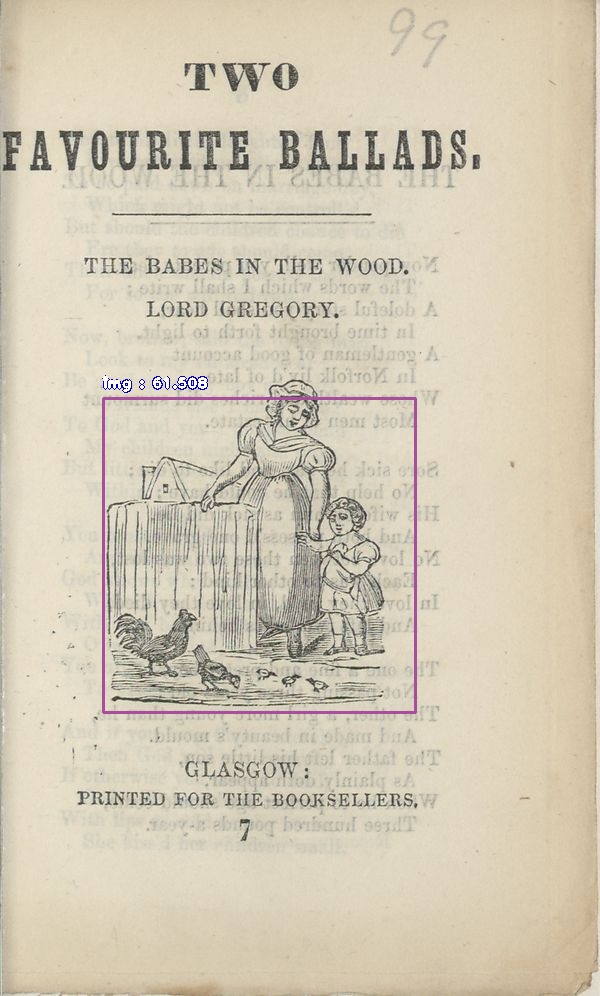 99
TWO
FAVOURITE BALLADS.
THE BABES IN THE WOOD.
LORD GREGORY.
img : 61.508
GLASGOW:
PRINTED FOR THE BOOKSELLERS.
7